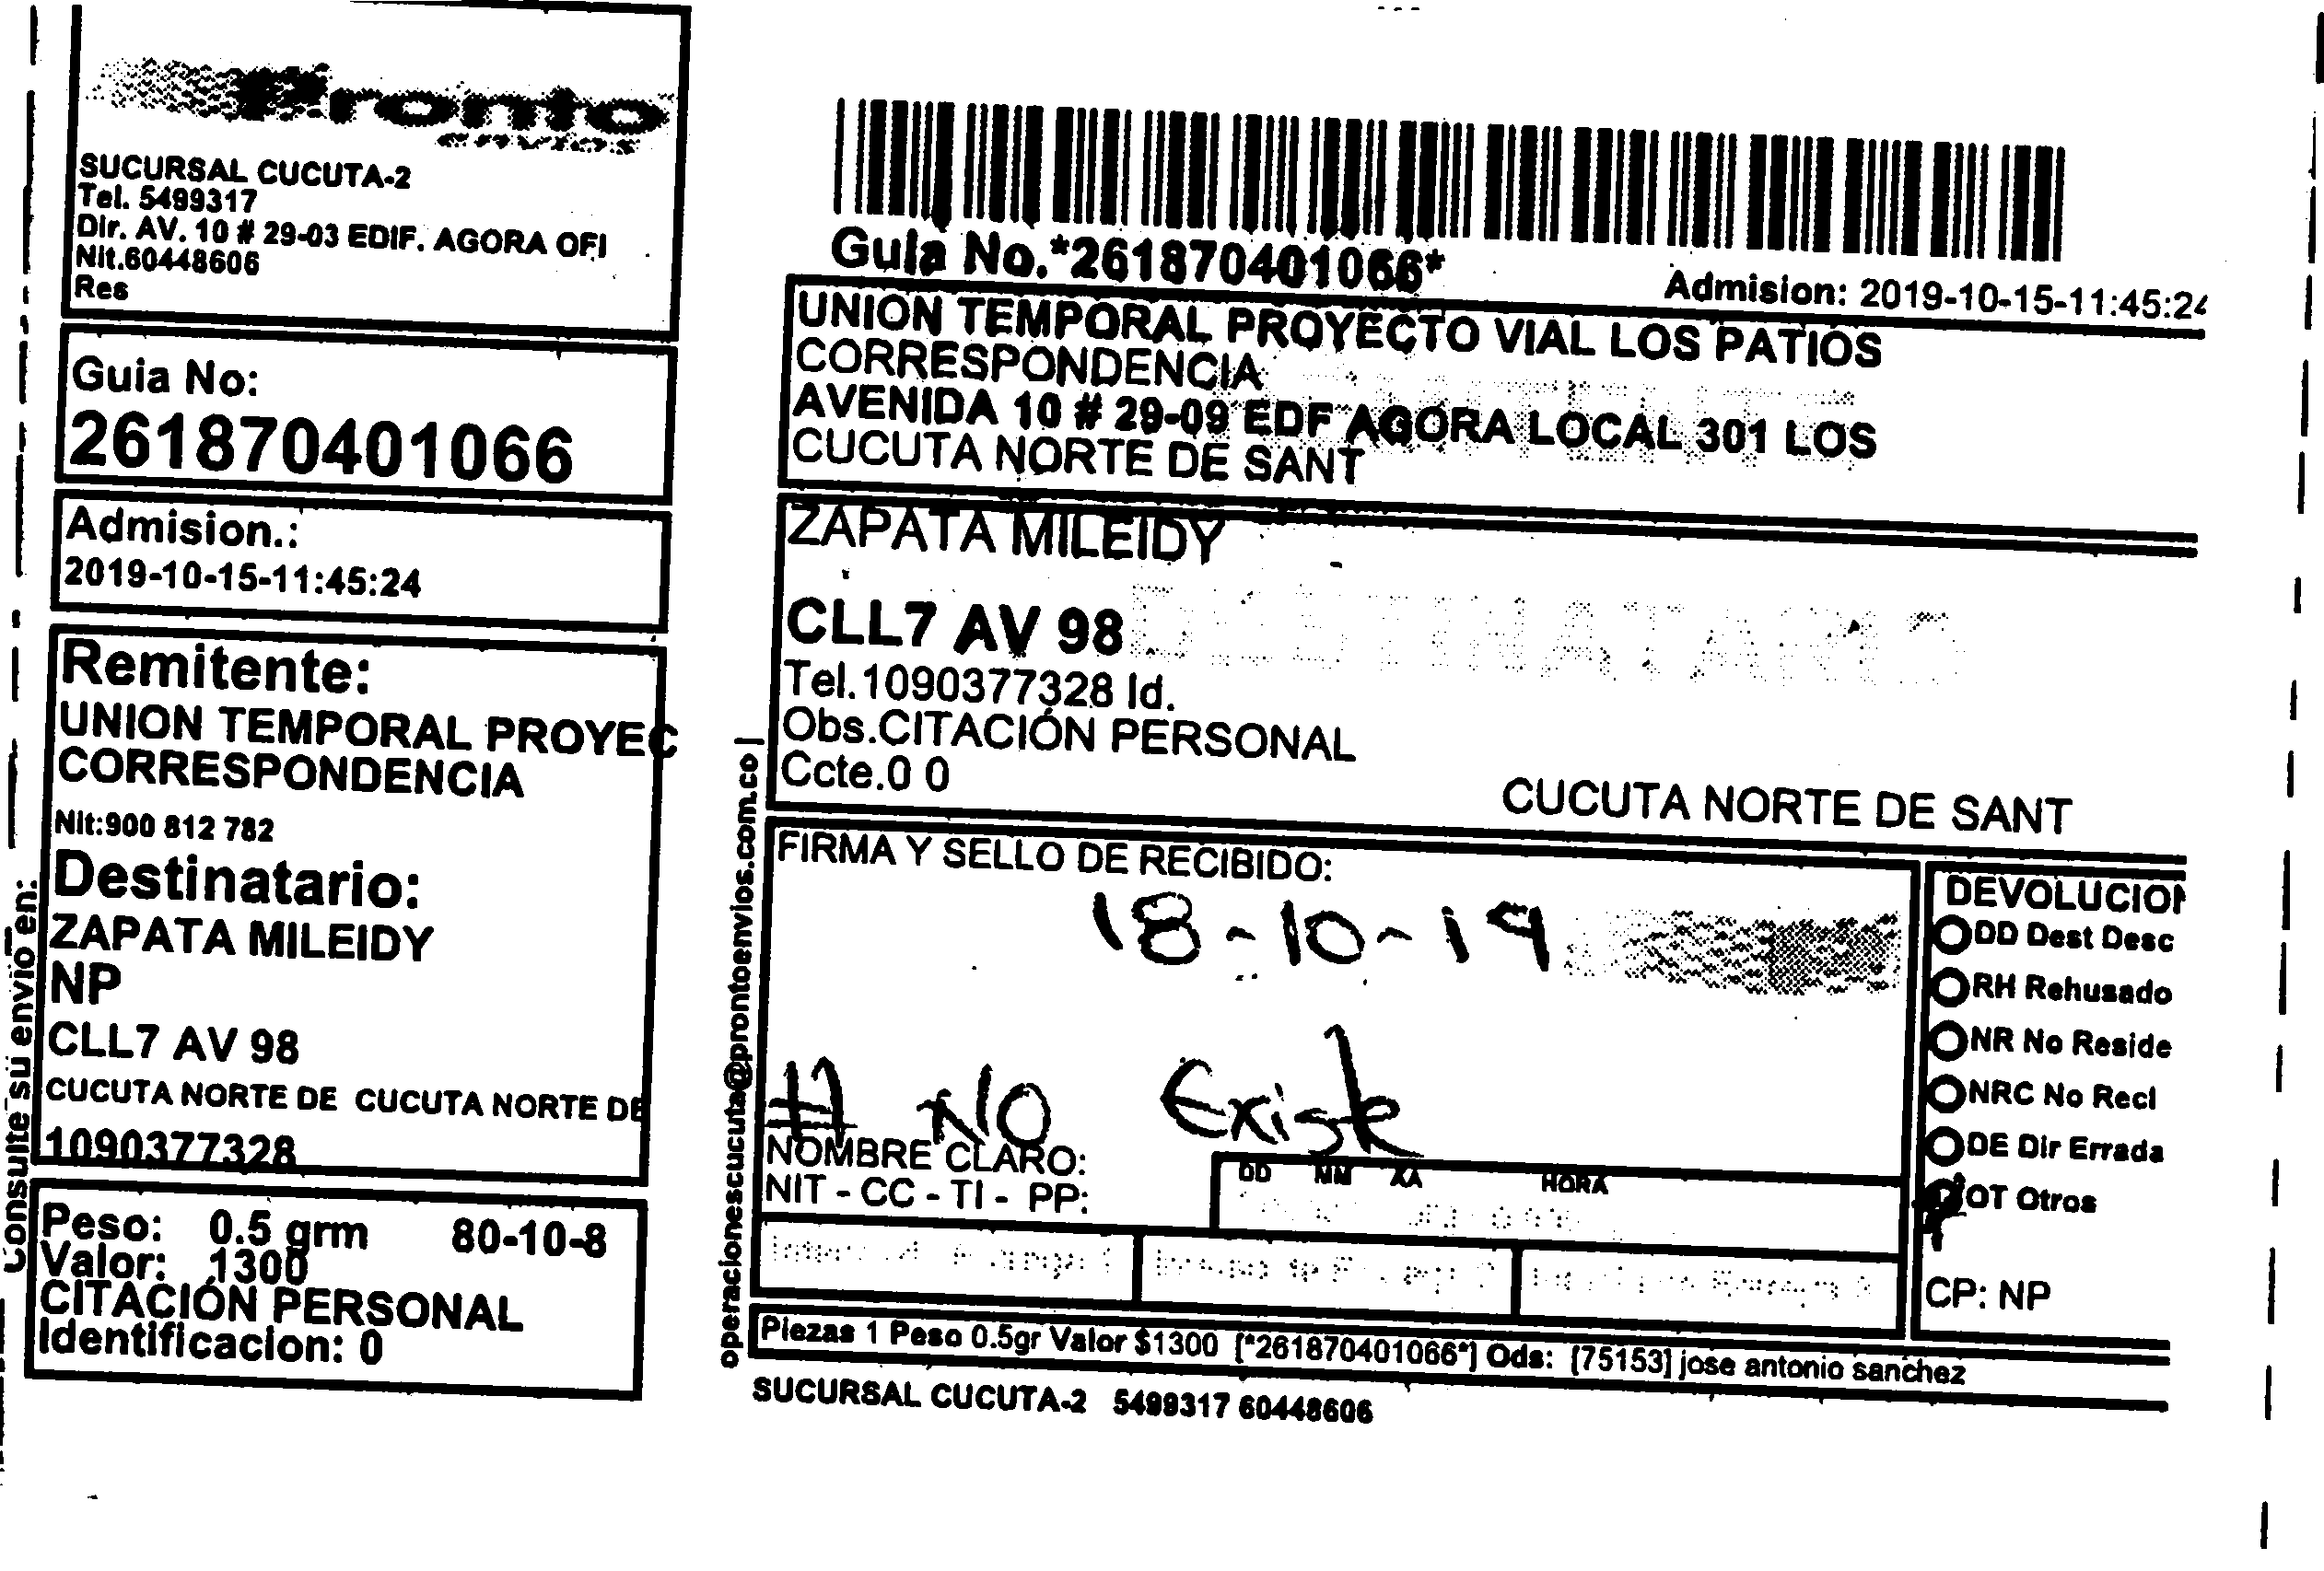 Pronto
envios
SUCURSAL CUCUTA-2
Tel. 5499317
Dir. AV. 10 # 29-03 EDIF. AGORA OFI
Nit.60448606
Res
Guia No:
261870401066
Admision.:
2019-10-15-11:45:24
Remitente:
UNION TEMPORAL PROYEC
CORRESPONDENCIA
Nit:900 812 782
Destinatario:
ZAPATA MILEIDY
NP
CLL7 AV 98
CUCUTA NORTE DE CUCUTA NORTE DE
1090377328
Peso: 0.5 grm 80-10-8
Valor: 1300
CITACIÓN PERSONAL
Identificacion: 0
Consulte su envio en:
operacionescucuta@prontoenvios.com.co |
Guia No.*261870401066*
Admision: 2019-10-15-11:45:24
UNION TEMPORAL PROYECTO VIAL LOS PATIOS
CORRESPONDENCIA
AVENIDA 10 # 29-09 EDF AGORA LOCAL 301 LOS
CUCUTA NORTE DE SANT
ZAPATA MILEIDY
CLL7 AV 98
DESTINATARIO
Tel.1090377328 Id.
Obs.CITACIÓN PERSONAL
Ccte.0 0
CUCUTA NORTE DE SANT
FIRMA Y SELLO DE RECIBIDO:
18-10-19
# NO Existe
NOMBRE CLARO:
NIT - CC - TI - PP:
DD MM AA HORA
DEVOLUCION
DD Dest Desc
RH Rehusado
NR No Reside
NRC No Recl
DE Dir Errada
OT Otros
CP: NP
Piezas 1 Peso 0.5gr Valor $1300 [*261870401066*] Ods: [75153] jose antonio sanchez
SUCURSAL CUCUTA-2 5499317 60448606